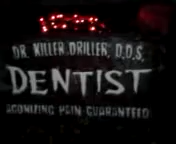 DR. KILLER DRILLER, D.D.S.
DENTIST
AGONIZING PAIN GUARANTEED